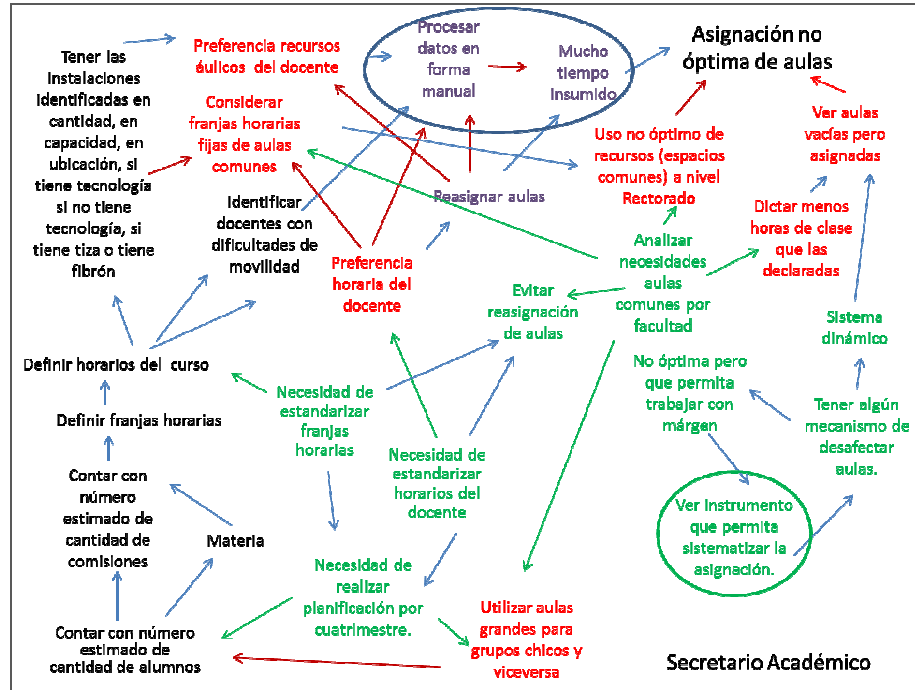 Tener las
instalaciones
identificadas en
cantidad, en
capacidad, en
ubicación, si
tiene tecnología
si no tiene
tecnología, si
tiene tiza o tiene
fibrón
Preferencia recursos
áulicos del docente
Considerar
franjas horarias
fijas de aulas
comunes
Procesar
datos en
forma
manual
Mucho
tiempo
insumido
Asignación no
óptima de aulas
Ver aulas
vacías pero
asignadas
Uso no óptimo de
recursos (espacios
comunes) a nivel
Rectorado
Reasignar aulas
Identificar
docentes con
dificultades de
movilidad
Dictar menos
horas de clase
que las
declaradas
Preferencia
horaria del
docente
Analizar
necesidades
aulas
comunes por
facultad
Evitar
reasignación
de aulas
Sistema
dinámico
Definir horarios del curso
No óptima pero
que permita
trabajar con
márgen
Necesidad de
estandarizar
franjas
horarias
Tener algún
mecanismo de
desafectar
aulas.
Definir franjas horarias
Necesidad de
estandarizar
horarios del
docente
Contar con
número
estimado de
cantidad de
comisiones
Materia
Ver instrumento
que permita
sistematizar la
asignación.
Necesidad de
realizar
planificación por
cuatrimestre.
Utilizar aulas
grandes para
grupos chicos y
viceversa
Contar con número
estimado de
cantidad de alumnos
Secretario Académico